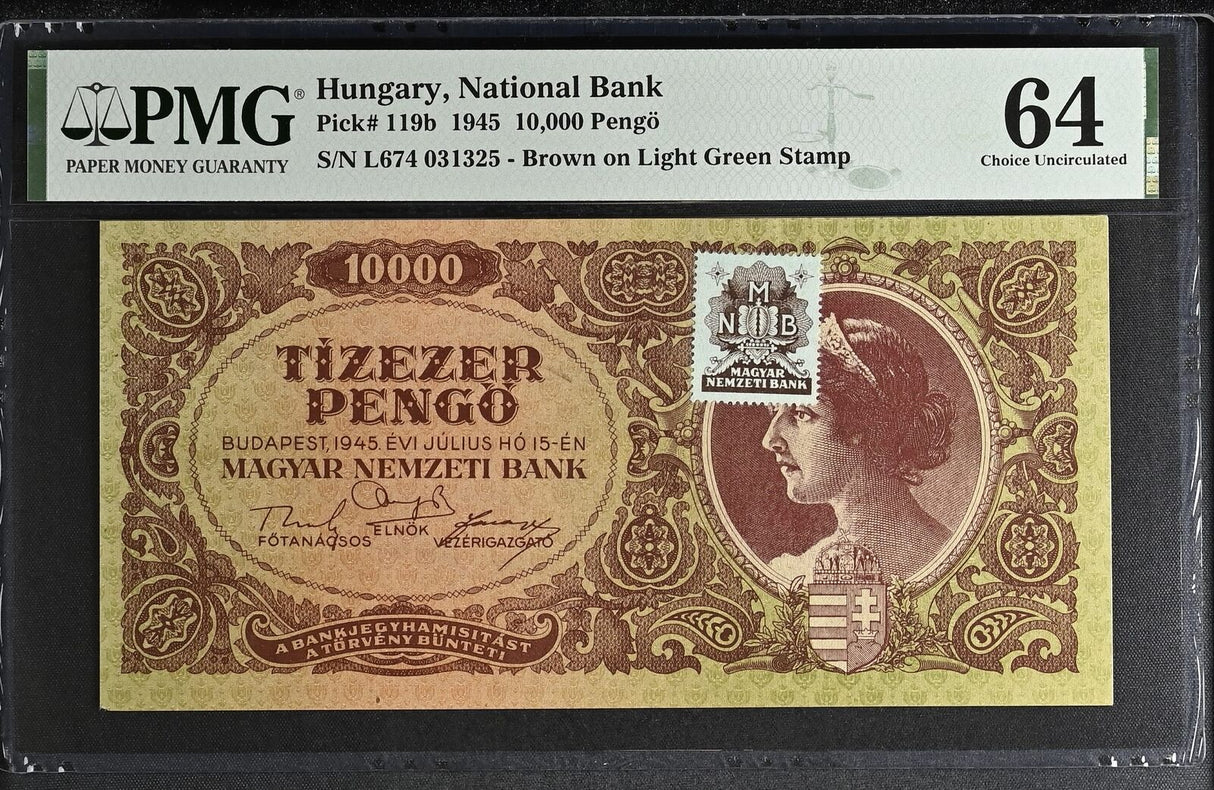 PMG®
PAPER MONEY GUARANTY
Hungary, National Bank
Pick# 119b 1945 10,000 Pengö
S/N L674 031325 - Brown on Light Green Stamp
64
Choice Uncirculated
10000
TÍZEZER
PENGŐ
BUDAPEST, 1945. ÉVI JÚLIUS HÓ 15-ÉN
MAGYAR NEMZETI BANK
ELNÖK
FŐTANÁCSOS
VEZÉRIGAZGATÓ
A BANKJEGYHAMISITÁST
A TÖRVÉNY BÜNTETI
M
N B
MAGYAR
NEMZETI BANK